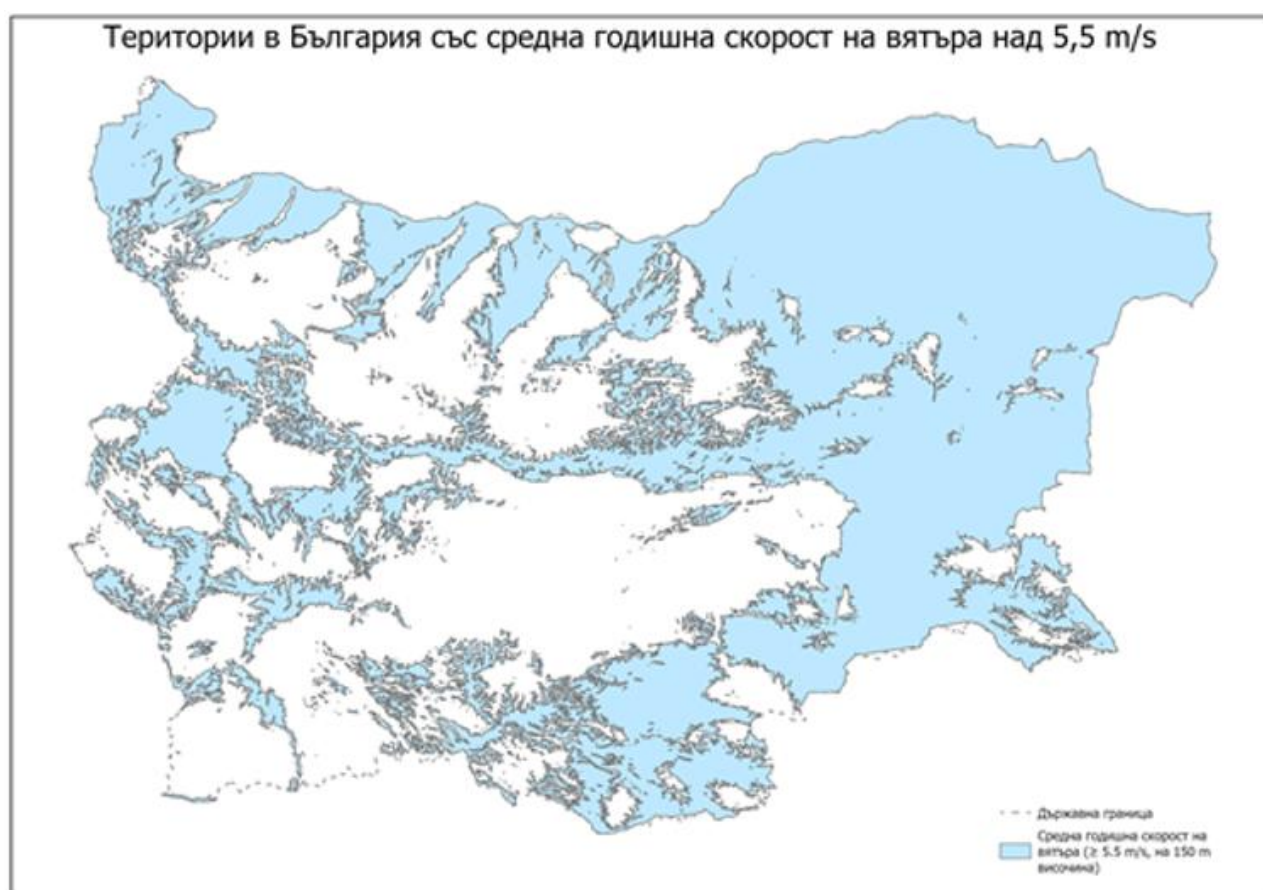 Територии в България със средна годишна скорост на вятъра над 5,5 m/s
Държавна граница
Средна годишна скорост на
вятъра (≥ 5.5 m/s, на 150 m
височина)